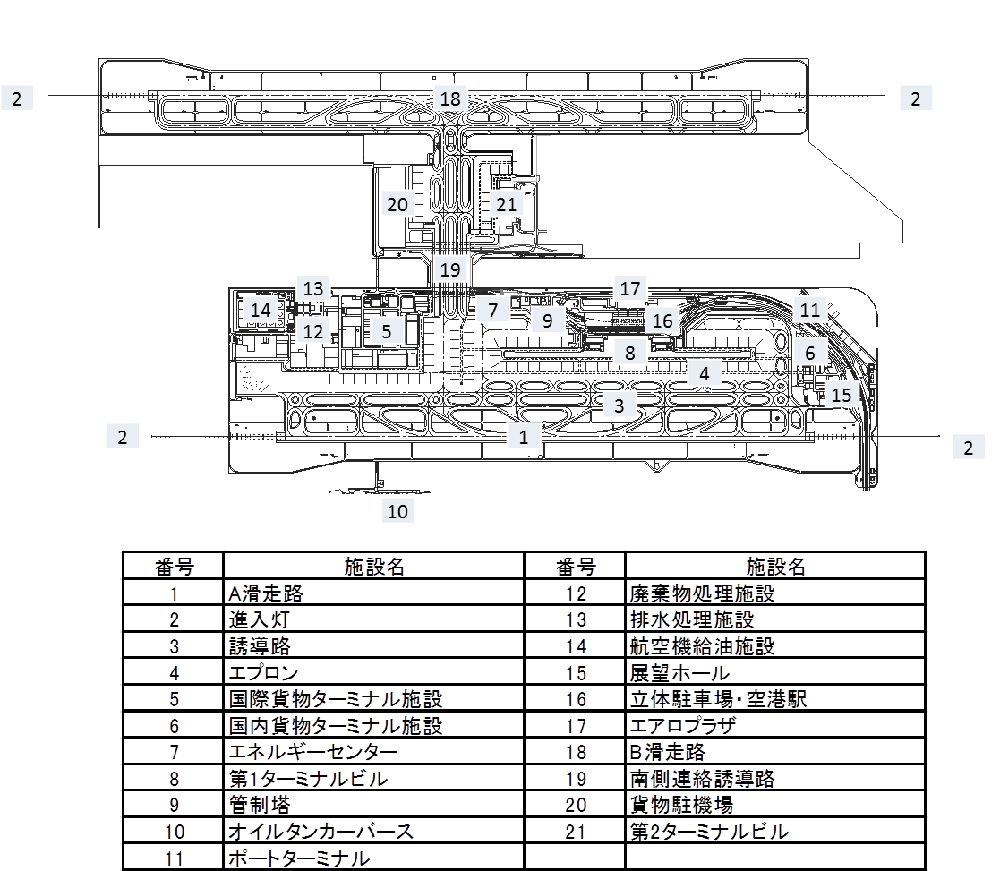 18
2
2
20
21
19
13
17
14
7
9
16
11
12
5
8
6
4
15
3
2
1
2
10
番号 施設名 番号 施設名
1 A滑走路 12 廃棄物処理施設
2 進入灯 13 排水処理施設
3 誘導路 14 航空機給油施設
4 エプロン 15 展望ホール
5 国際貨物ターミナル施設 16 立体駐車場・空港駅
6 国内貨物ターミナル施設 17 エアロプラザ
7 エネルギーセンター 18 B滑走路
8 第1ターミナルビル 19 南側連絡誘導路
9 管制塔 20 貨物駐機場
10 オイルタンカーバース 21 第2ターミナルビル
11 ポートターミナル